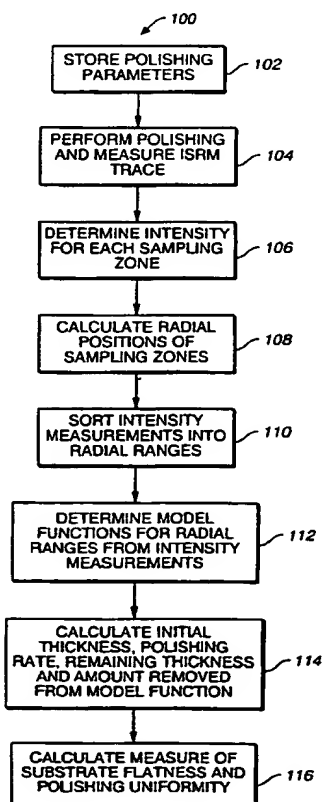 100
STORE POLISHING
PARAMETERS
102
PERFORM POLISHING
AND MEASURE ISRM
TRACE
104
DETERMINE INTENSITY
FOR EACH SAMPLING
ZONE
106
CALCULATE RADIAL
POSITIONS OF
SAMPLING ZONES
108
SORT INTENSITY
MEASUREMENTS INTO
RADIAL RANGES
110
DETERMINE MODEL
FUNCTIONS FOR RADIAL
RANGES FROM INTENSITY
MEASUREMENTS
112
CALCULATE INITIAL
THICKNESS, POLISHING
RATE, REMAINING THICKNESS
AND AMOUNT REMOVED
FROM MODEL FUNCTION
114
CALCULATE MEASURE OF
SUBSTRATE FLATNESS AND
POLISHING UNIFORMITY
116